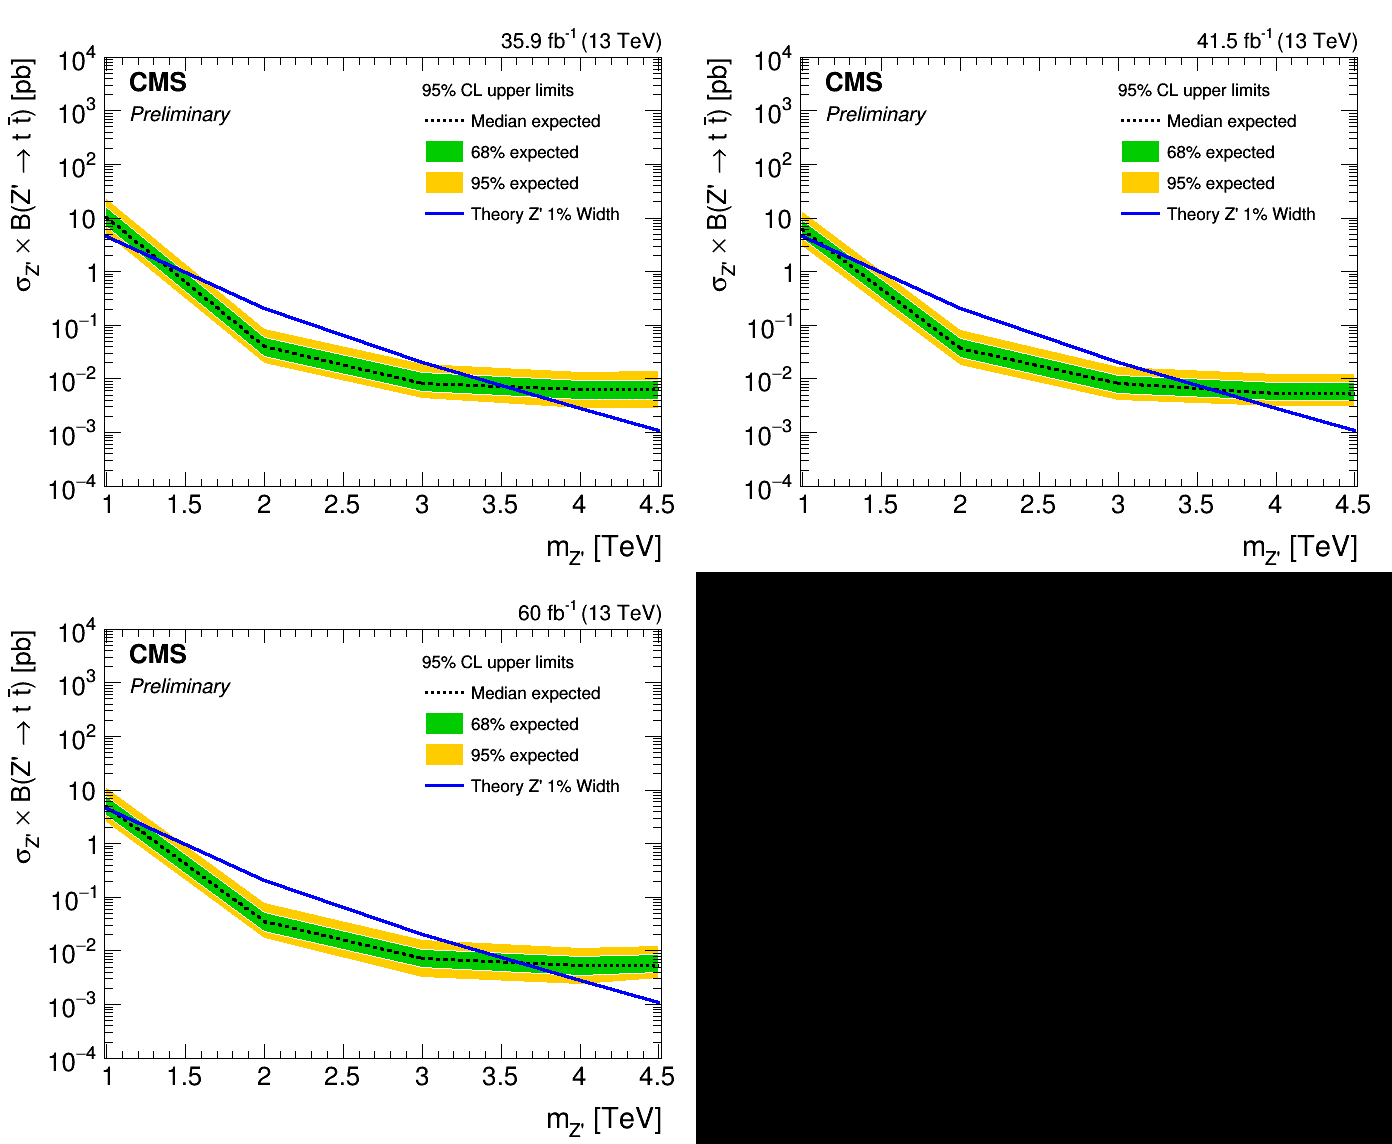 35.9 fb⁻¹ (13 TeV)
CMS
Preliminary
95% CL upper limits
Median expected
68% expected
95% expected
Theory Z' 1% Width
σ_Z' × B(Z' → t t̄) [pb]
10⁴
10³
10²
10
1
10⁻¹
10⁻²
10⁻³
10⁻⁴
1 1.5 2 2.5 3 3.5 4 4.5
m_Z' [TeV]
41.5 fb⁻¹ (13 TeV)
CMS
Preliminary
95% CL upper limits
Median expected
68% expected
95% expected
Theory Z' 1% Width
σ_Z' × B(Z' → t t̄) [pb]
10⁴
10³
10²
10
1
10⁻¹
10⁻²
10⁻³
10⁻⁴
1 1.5 2 2.5 3 3.5 4 4.5
m_Z' [TeV]
60 fb⁻¹ (13 TeV)
CMS
Preliminary
95% CL upper limits
Median expected
68% expected
95% expected
Theory Z' 1% Width
σ_Z' × B(Z' → t t̄) [pb]
10⁴
10³
10²
10
1
10⁻¹
10⁻²
10⁻³
10⁻⁴
1 1.5 2 2.5 3 3.5 4 4.5
m_Z' [TeV]